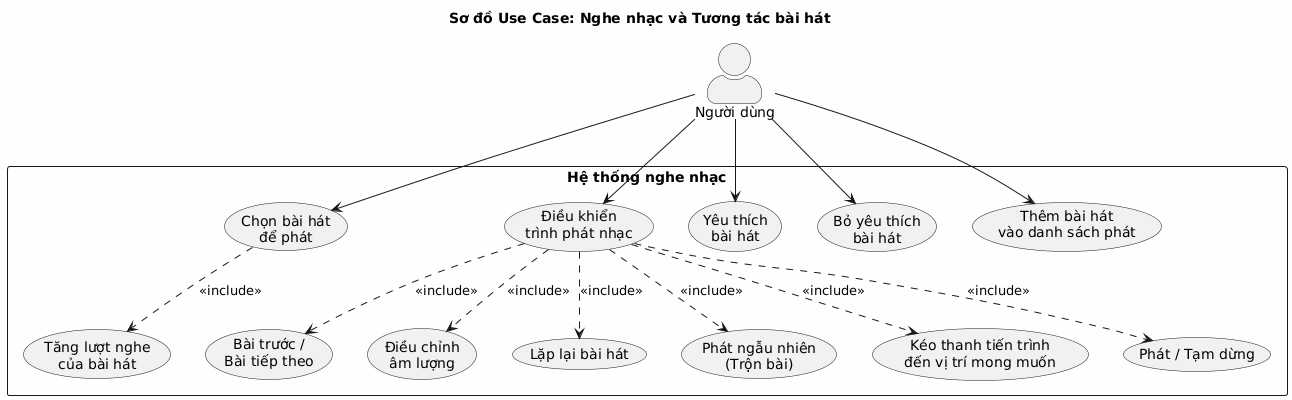 Sơ đồ Use Case: Nghe nhạc và Tương tác bài hát
Người dùng
Hệ thống nghe nhạc
Chọn bài hát
để phát
Điều khiển
trình phát nhạc
Yêu thích
bài hát
Bỏ yêu thích
bài hát
Thêm bài hát
vào danh sách phát
«include»
«include»
«include»
«include»
«include»
«include»
«include»
Tăng lượt nghe
của bài hát
Bài trước /
Bài tiếp theo
Điều chỉnh
âm lượng
Lặp lại bài hát
Phát ngẫu nhiên
(Trộn bài)
Kéo thanh tiến trình
đến vị trí mong muốn
Phát / Tạm dừng